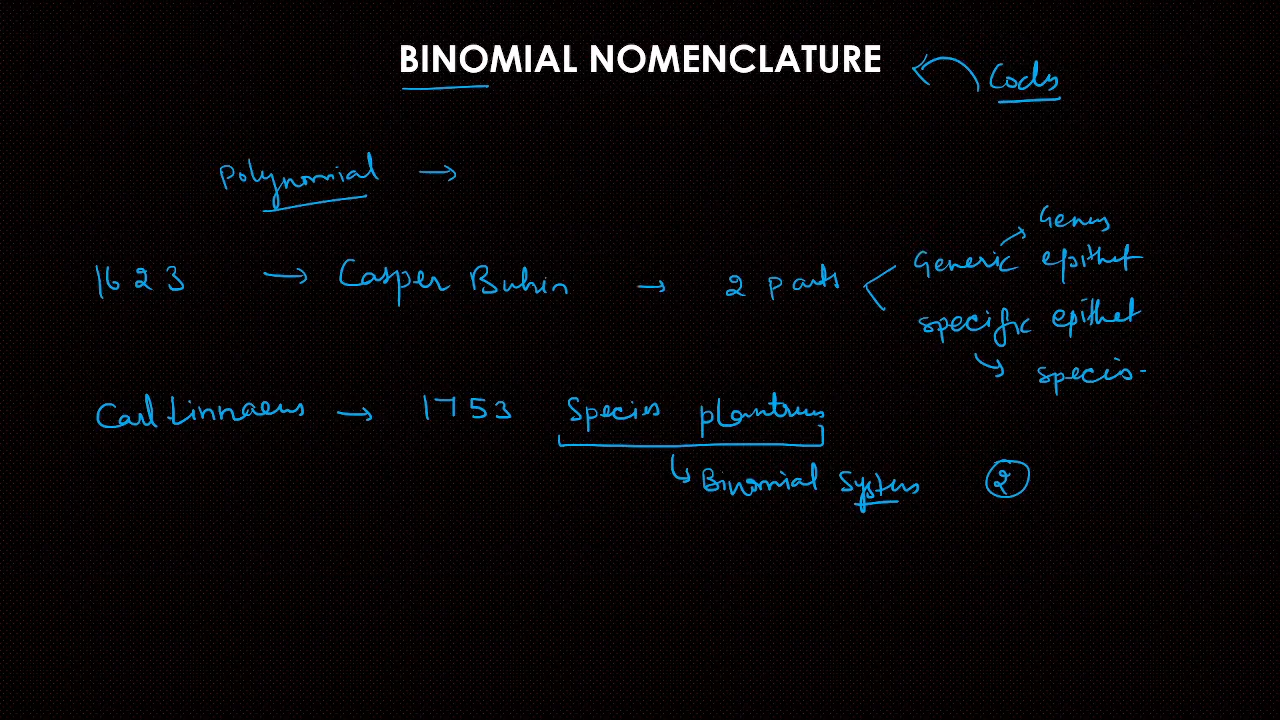 BINOMIAL NOMENCLATURE ← Codes
Polynomial →
1623 → Casper Buhin → 2 parts
Genus
Generic epithet
specific epithet
species
Carl Linnaeus → 1753 Species plantrum
Binomial System 2